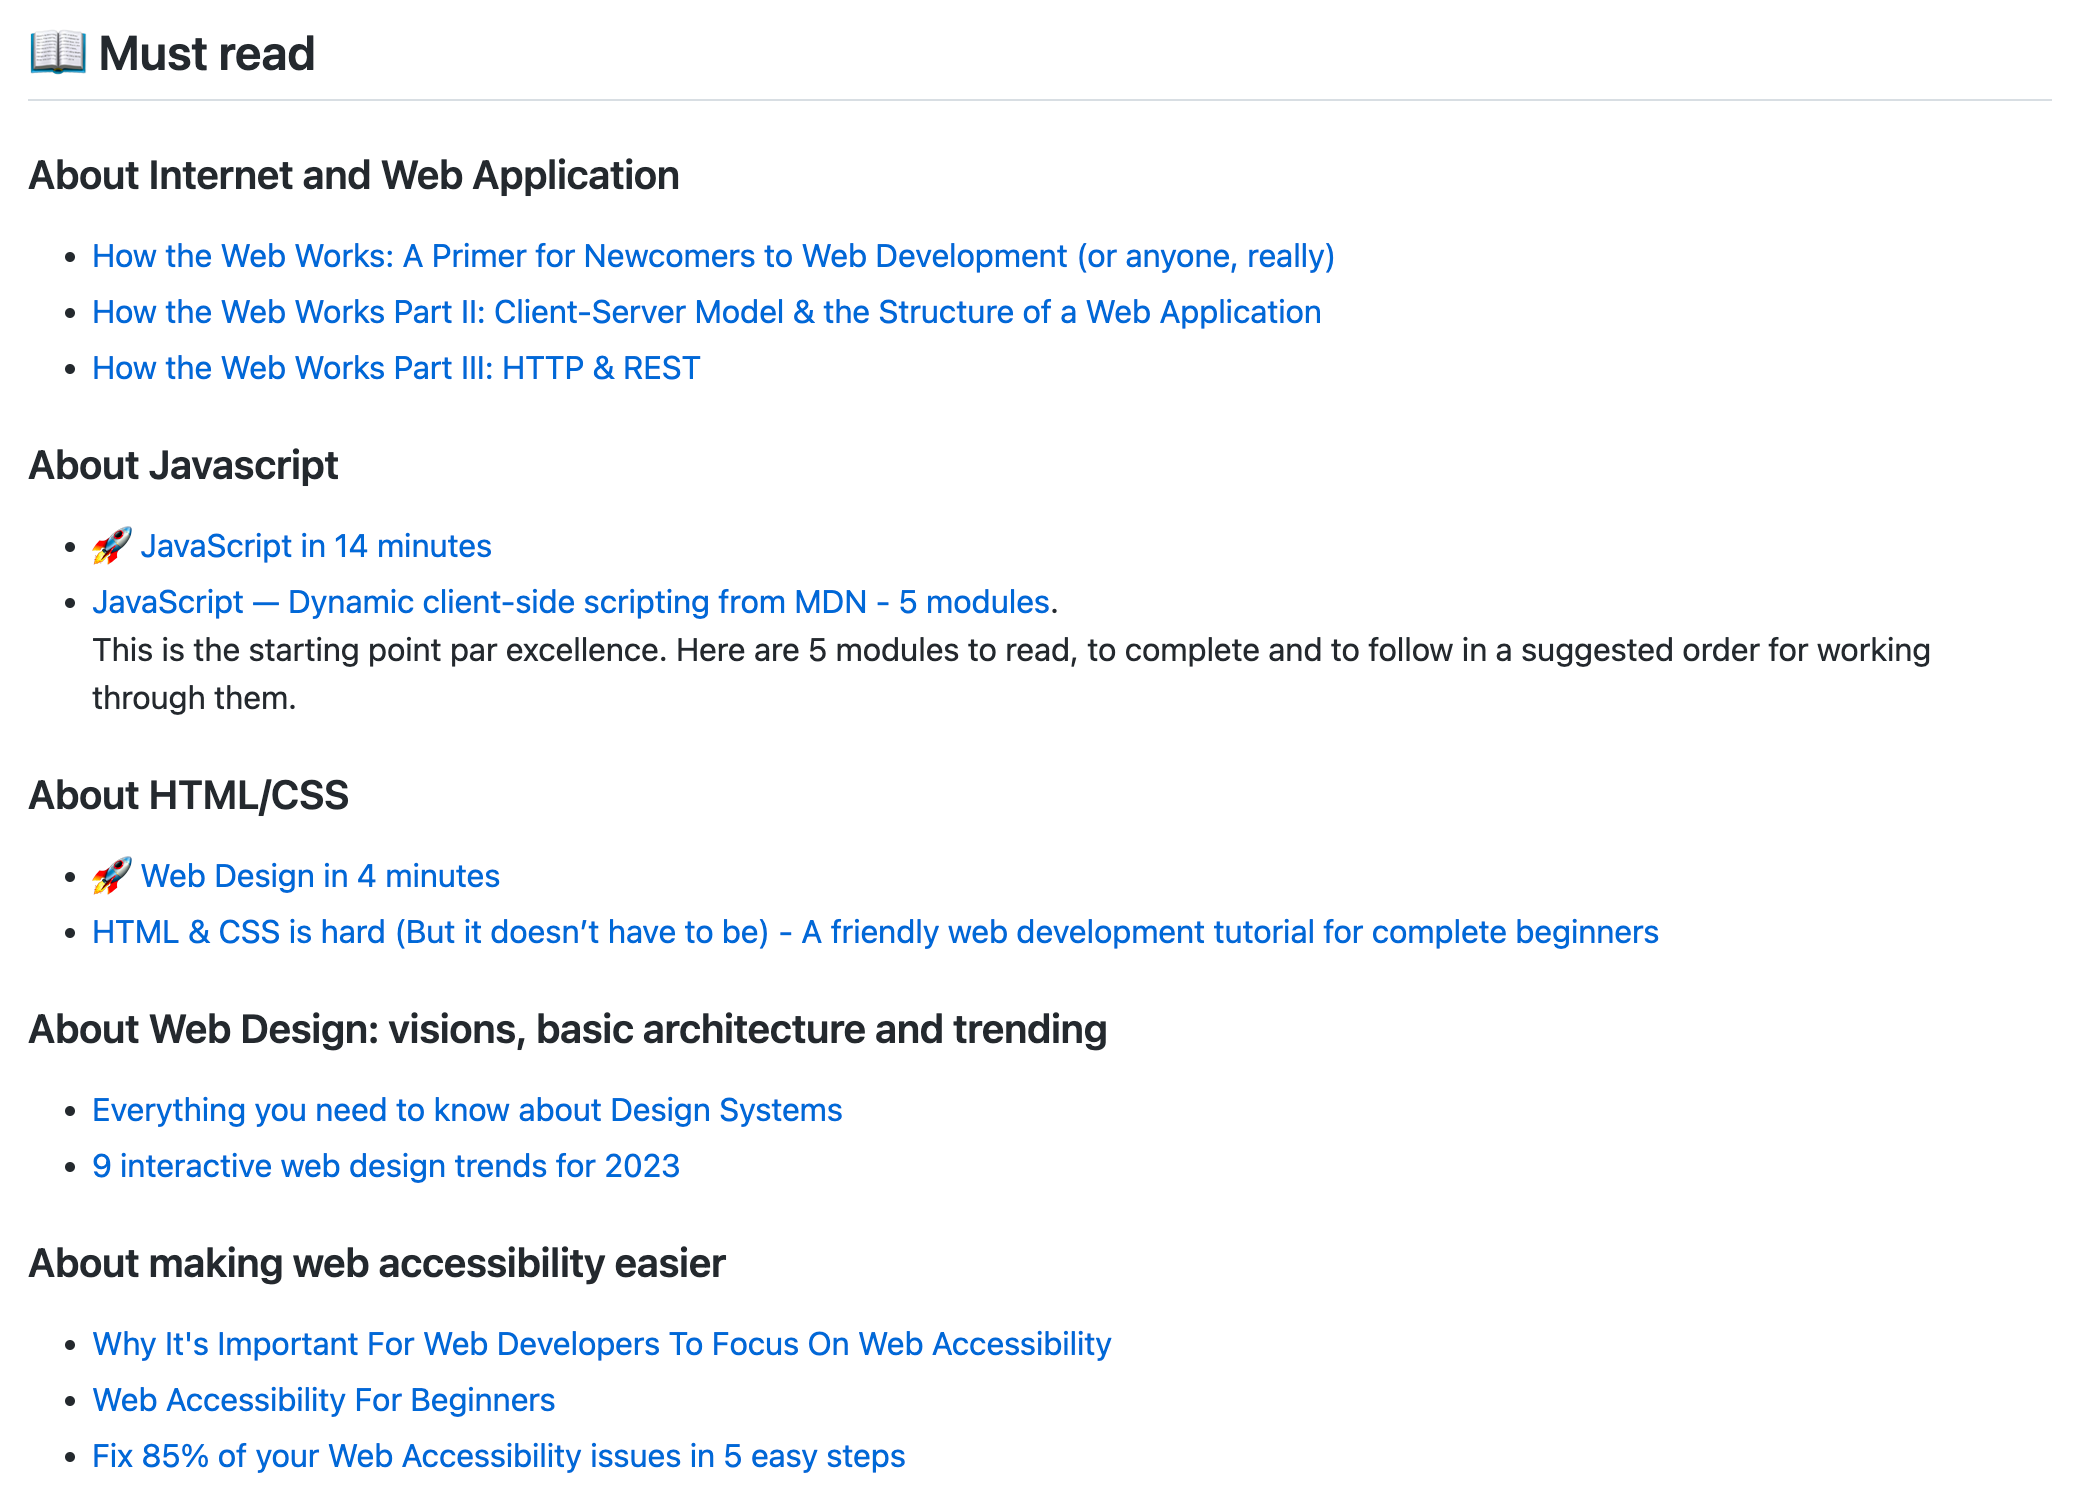 📖 Must read
About Internet and Web Application
• How the Web Works: A Primer for Newcomers to Web Development (or anyone, really)
• How the Web Works Part II: Client-Server Model & the Structure of a Web Application
• How the Web Works Part III: HTTP & REST
About Javascript
• 🚀 JavaScript in 14 minutes
• JavaScript — Dynamic client-side scripting from MDN - 5 modules.
This is the starting point par excellence. Here are 5 modules to read, to complete and to follow in a suggested order for working
through them.
About HTML/CSS
• 🚀 Web Design in 4 minutes
• HTML & CSS is hard (But it doesn’t have to be) - A friendly web development tutorial for complete beginners
About Web Design: visions, basic architecture and trending
• Everything you need to know about Design Systems
• 9 interactive web design trends for 2023
About making web accessibility easier
• Why It's Important For Web Developers To Focus On Web Accessibility
• Web Accessibility For Beginners
• Fix 85% of your Web Accessibility issues in 5 easy steps